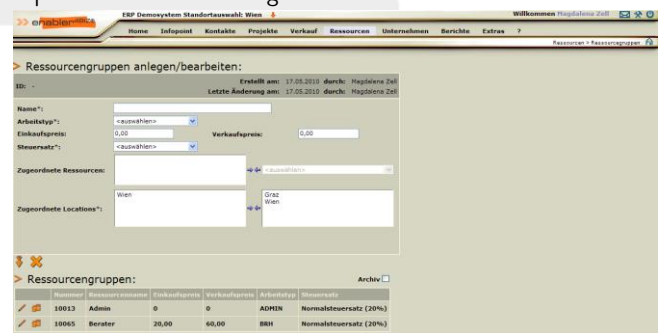 >> enabler
ERP Demosystem Standortauswahl: Wien
Willkommen Magdalena Zell
Home Infopoint Kontakte Projekte Verkauf Ressourcen Unternehmen Berichte Extras ?
Ressourcen > Ressourcengruppen
> Ressourcengruppen anlegen/bearbeiten:
ID: -
Erstellt am: 17.05.2010 durch: Magdalena Zell
Letzte Änderung am: 17.05.2010 durch: Magdalena Zell
Name*:
Arbeitstyp*: <auswählen>
Einkaufspreis: 0,00 Verkaufspreis: 0,00
Steuersatz*: <auswählen>
Zugeordnete Ressourcen: <auswählen>
Wien Graz
Wien
Zugeordnete Locations*:
> Ressourcengruppen: Archiv
Nummer Ressourcenname Einkaufspreis Verkaufspreis Arbeitstyp Steuersatz
10013 Admin 0 0 ADMIN Normalsteuersatz (20%)
10065 Berater 20,00 60,00 BRH Normalsteuersatz (20%)